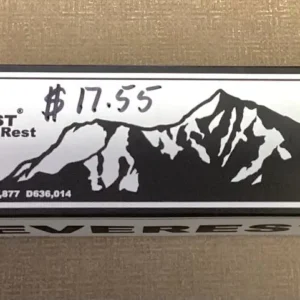 ST® $17.55
Rest
,877 D636,014
EVERES